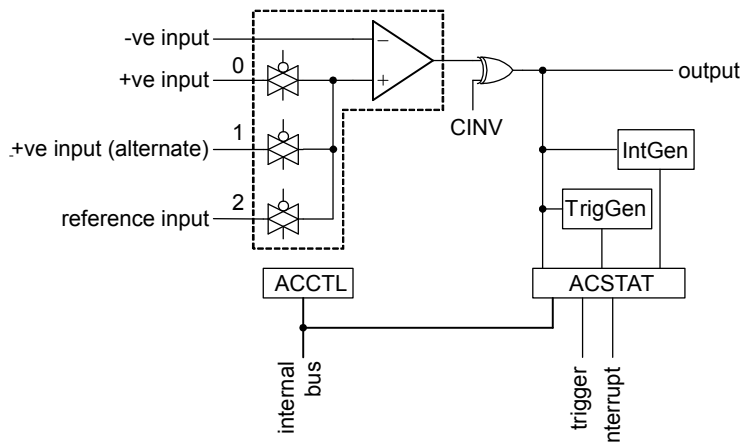 -ve input
−
0
+ve input
+
output
CINV
1
_+ve input (alternate)
IntGen
2
TrigGen
reference input
ACCTL
ACSTAT
internal
bus
trigger
nterrupt